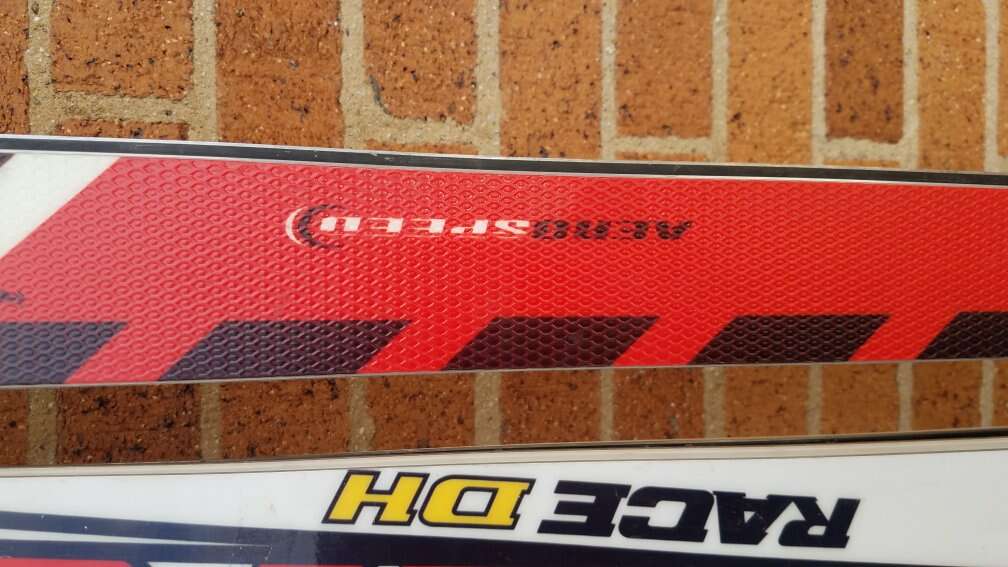 AEROSPEED
RACE DH